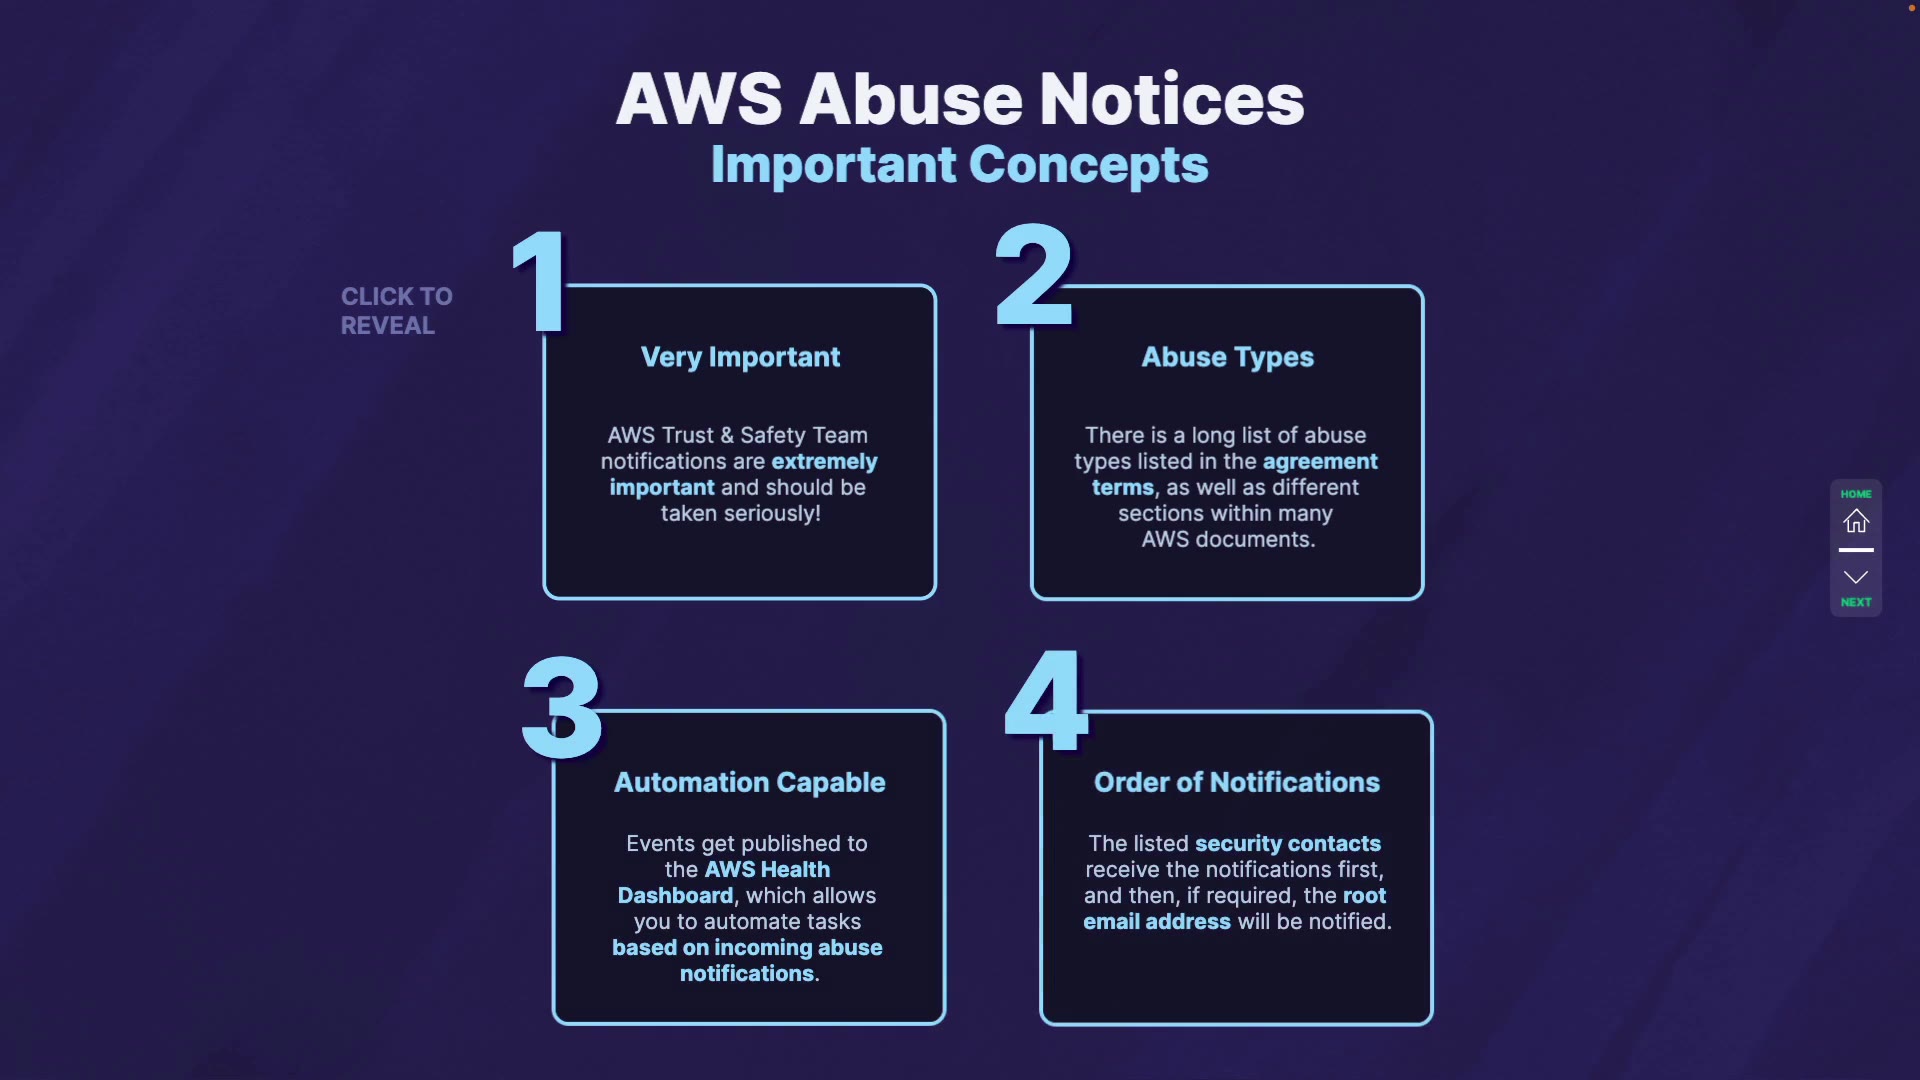 AWS Abuse Notices
Important Concepts
CLICK TO
REVEAL
1
Very Important
AWS Trust & Safety Team
notifications are extremely
important and should be
taken seriously!
2
Abuse Types
There is a long list of abuse
types listed in the agreement
terms, as well as different
sections within many
AWS documents.
HOME
NEXT
3
Automation Capable
Events get published to
the AWS Health
Dashboard, which allows
you to automate tasks
based on incoming abuse
notifications.
4
Order of Notifications
The listed security contacts
receive the notifications first,
and then, if required, the root
email address will be notified.